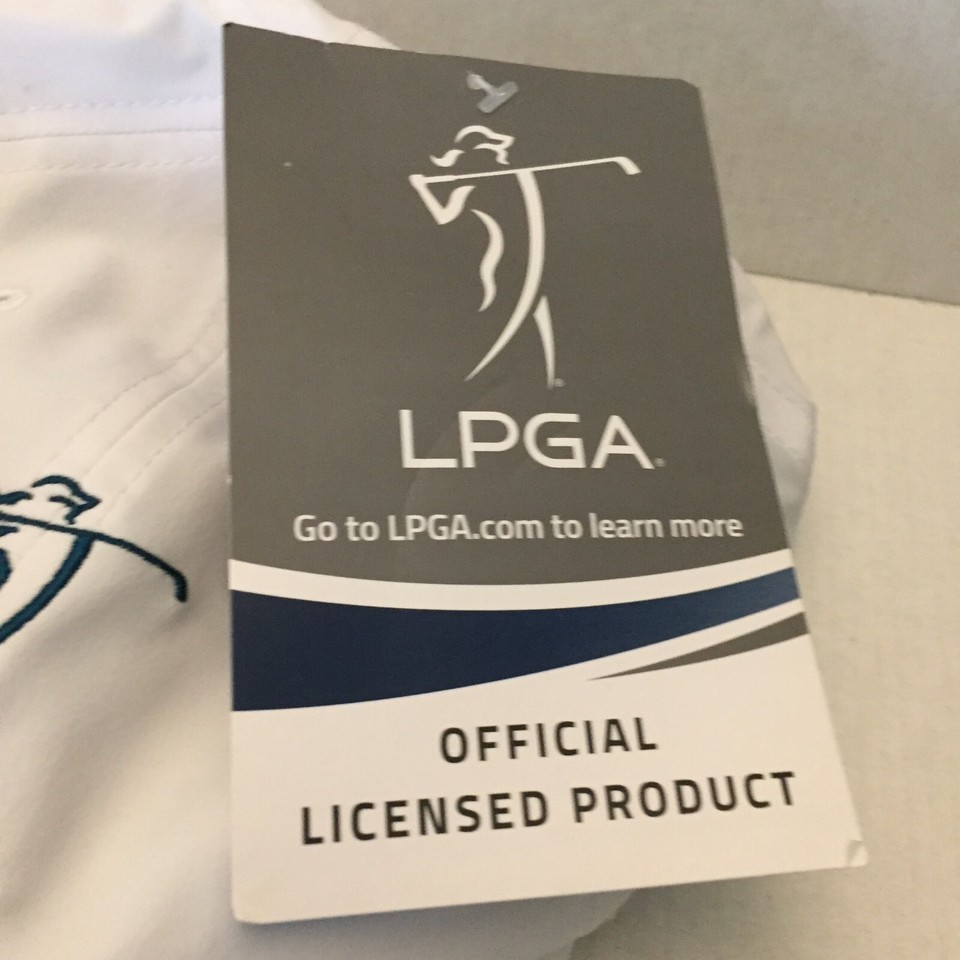 LPGA
Go to LPGA.com to learn more
OFFICIAL
LICENSED PRODUCT